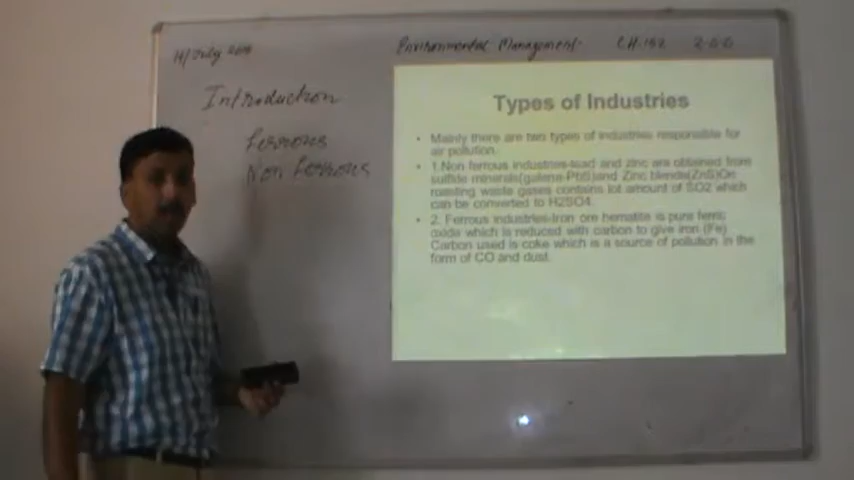 Environmental Management CH-152 2-0-0
Introduction
Ferrous
Non Ferrous
Types of Industries
• Mainly there are two types of industries responsible for
air pollution.
• 1.Non ferrous industries-lead and zinc are obtained from
sulfide minerals(galena-PbS)and Zinc blende(ZnS)On
roasting waste gases contains lot amount of SO2 which
can be converted to H2SO4.
• 2. Ferrous industries-Iron ore hematite is pure ferric
oxide which is reduced with carbon to give iron (Fe)
Carbon used is coke which is a source of pollution in the
form of CO and dust.